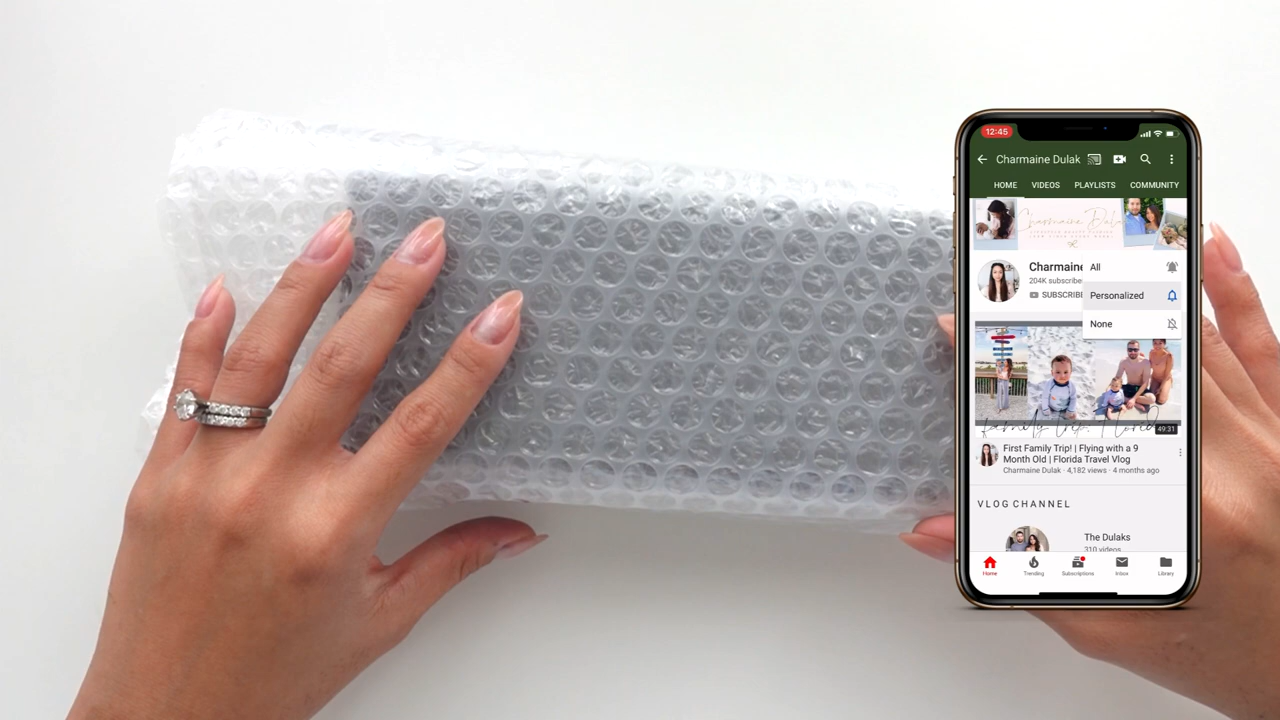 12:45
Charmaine Dulak
HOME VIDEOS PLAYLISTS COMMUNITY
Charmaine
All
204K subscribe
Personalized
SUBSCRIBE
None
49:31
First Family Trip! | Flying with a 9
Month Old | Florida Travel Vlog
Charmaine Dulak · 4,182 views · 4 months ago
VLOG CHANNEL
The Dulaks
310 videos
Home Trending Subscriptions Inbox Library